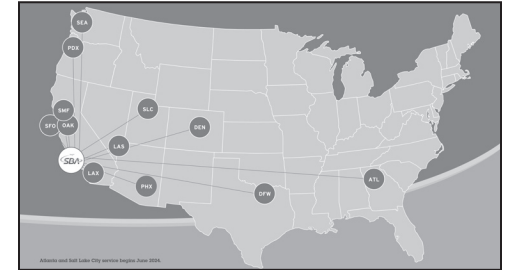 SEA
PDX
SMF
SFO OAK
SLC
DEN
LAS
SBA
LAX
PHX
DFW
ATL
Atlanta and Salt Lake City service begins June 2024.